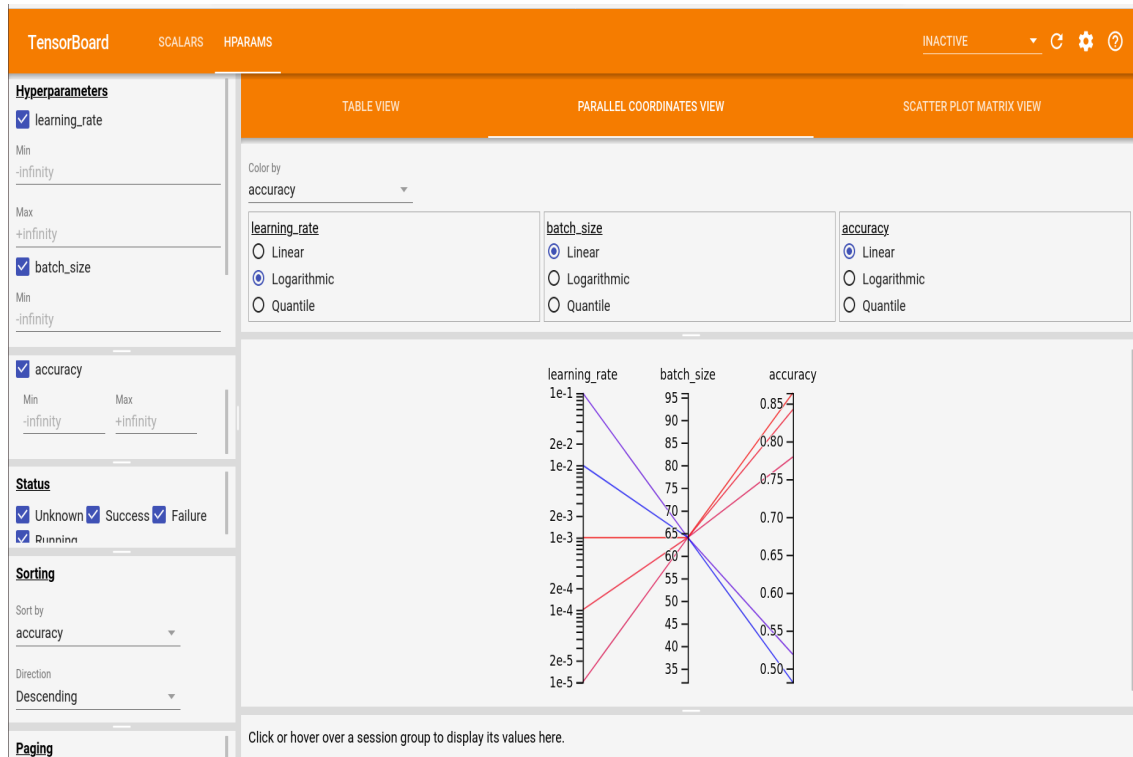 TensorBoard SCALARS HPARAMS INACTIVE
Hyperparameters
learning_rate
Min
-infinity
Max
+infinity
batch_size
Min
-infinity
accuracy
Min Max
-infinity +infinity
Status
Unknown Success Failure
Running
Sorting
Sort by
accuracy
Direction
Descending
Paging
TABLE VIEW PARALLEL COORDINATES VIEW SCATTER PLOT MATRIX VIEW
Color by
accuracy
learning_rate
Linear
Logarithmic
Quantile
batch_size
Linear
Logarithmic
Quantile
accuracy
Linear
Logarithmic
Quantile
learning_rate batch_size accuracy
1e-1
2e-2
1e-2
2e-3
1e-3
2e-4
1e-4
2e-5
1e-5
95
90
85
80
75
70
65
60
55
50
45
40
35
0.85
0.80
0.75
0.70
0.65
0.60
0.55
0.50
Click or hover over a session group to display its values here.